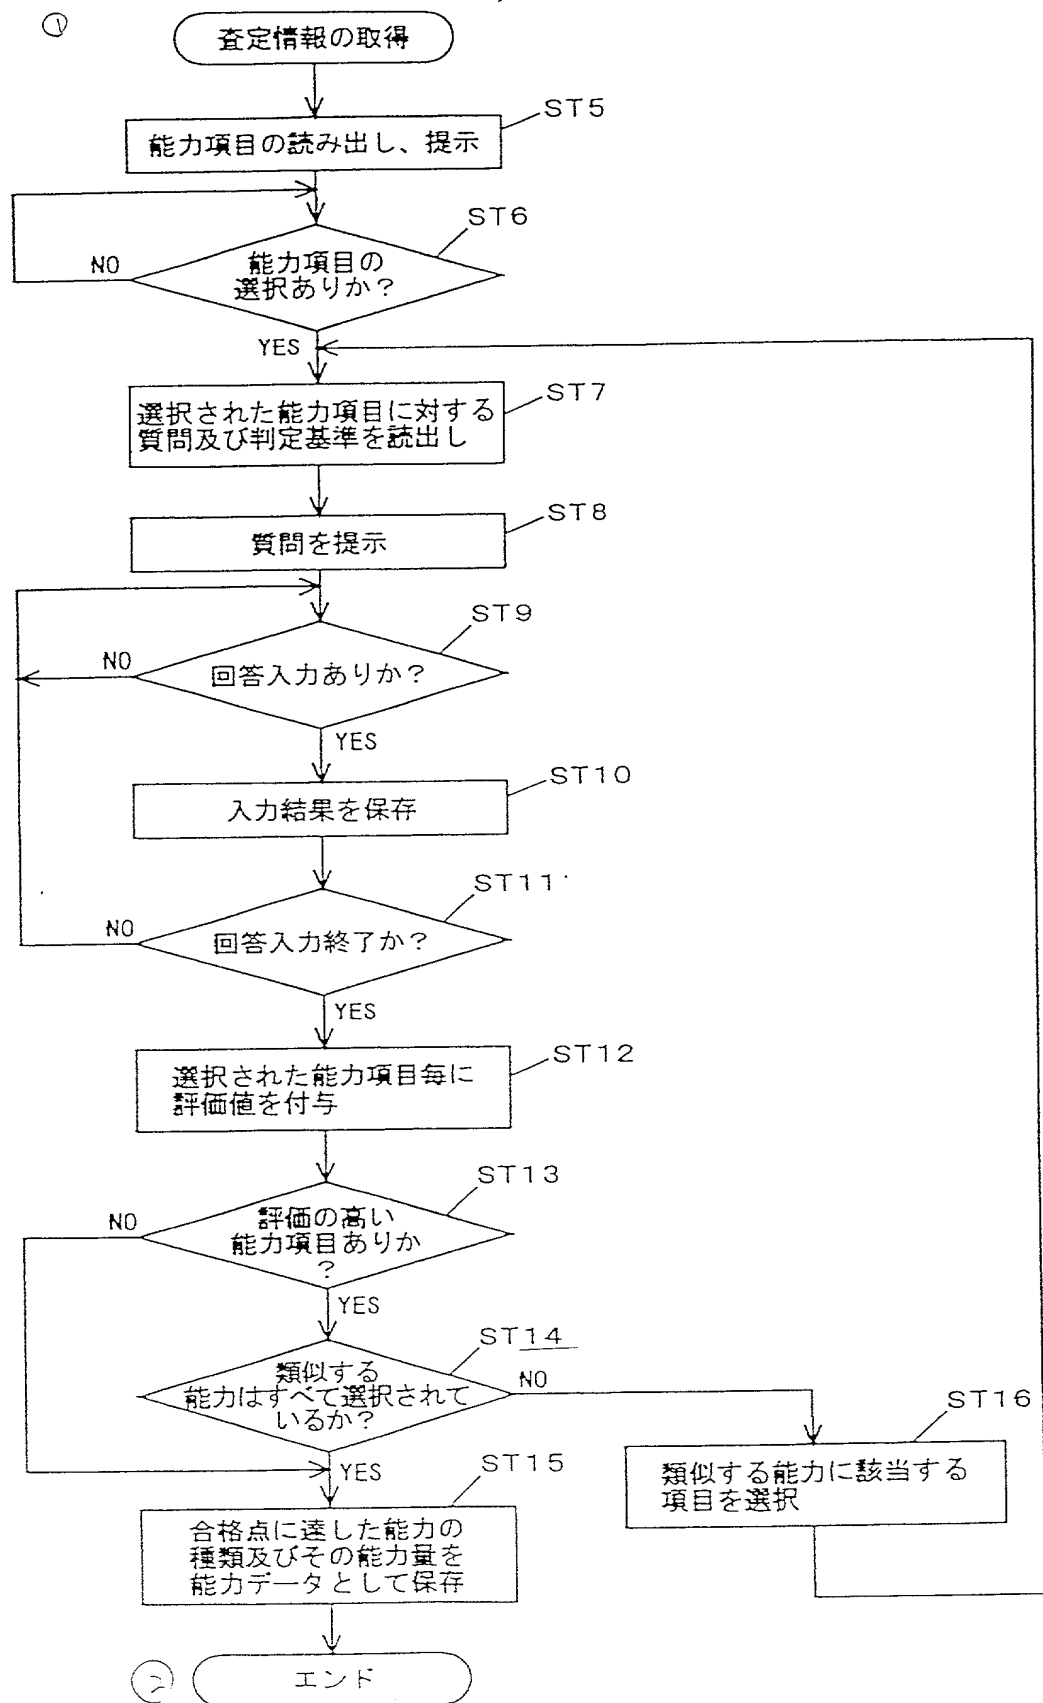 ①
査定情報の取得
ST5
能力項目の読み出し、提示
ST6
能力項目の
選択ありか?
NO
YES
ST7
選択された能力項目に対する
質問及び判定基準を読出し
ST8
質問を提示
ST9
回答入力ありか?
NO
YES
ST10
入力結果を保存
ST11
回答入力終了か?
NO
YES
ST12
選択された能力項目毎に
評価値を付与
ST13
評価の高い
能力項目ありか
?
NO
YES
ST14
類似する
能力はすべて選択されて
いるか?
NO
YES
ST16
類似する能力に該当する
項目を選択
ST15
合格点に達した能力の
種類及びその能力量を
能力データとして保存
②
エンド